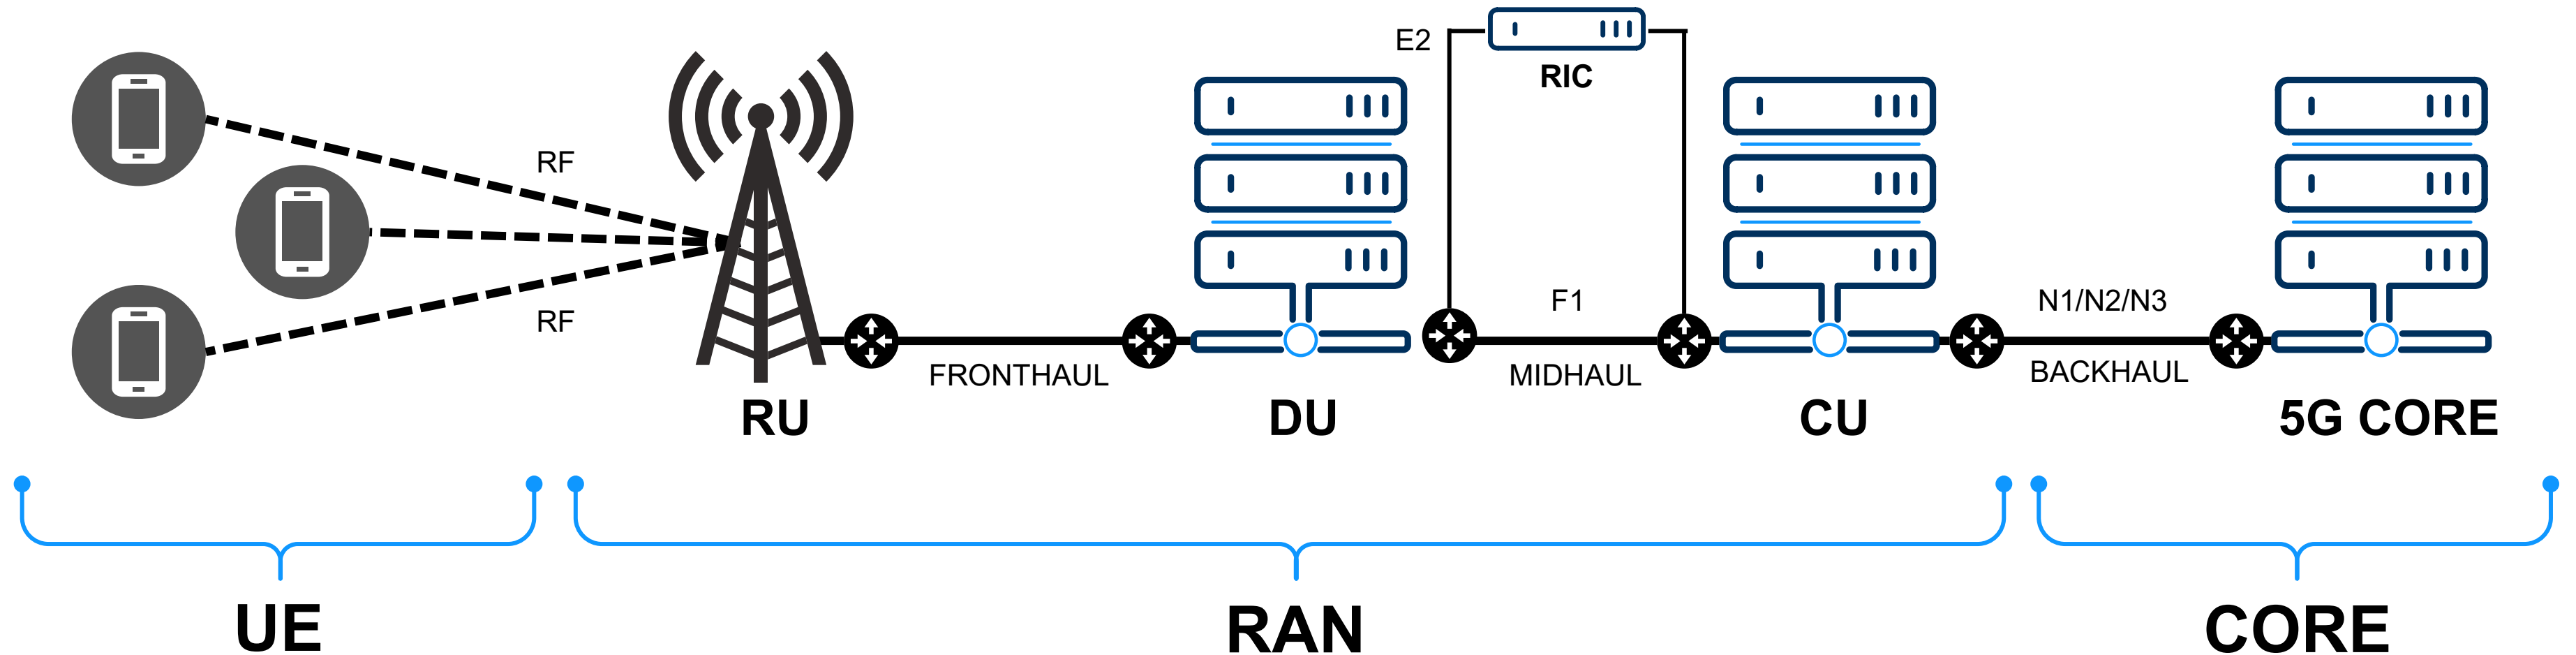 E2
RIC
RF
RF
F1
N1/N2/N3
FRONTHAUL
MIDHAUL
BACKHAUL
RU
DU
CU
5G CORE
UE
RAN
CORE